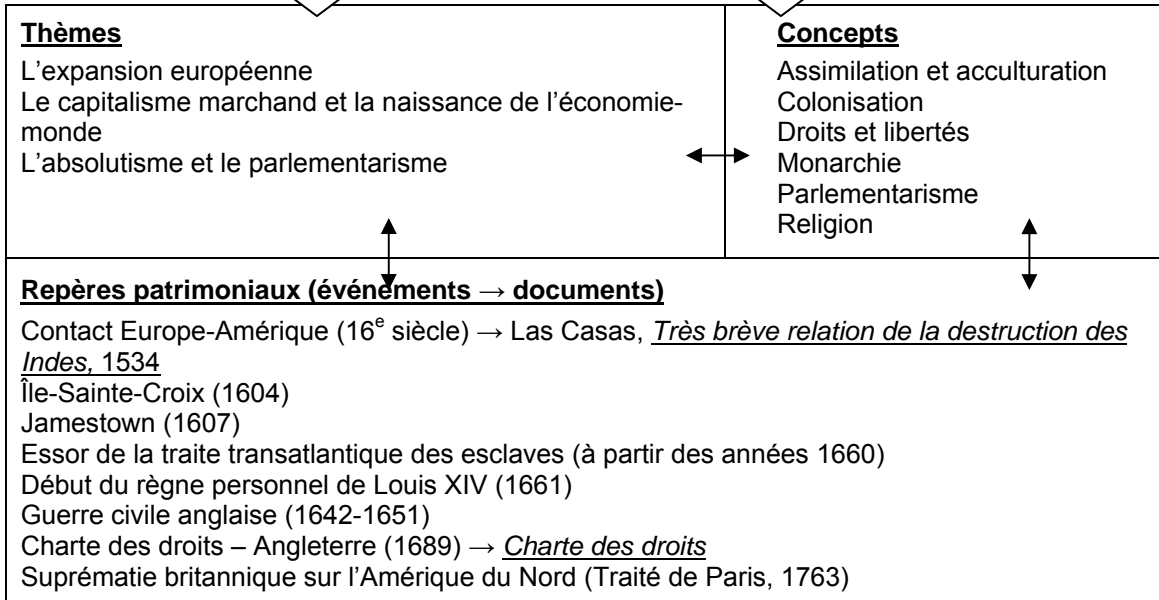 Thèmes
L'expansion européenne
Le capitalisme marchand et la naissance de l'économie-
monde
L'absolutisme et le parlementarisme
Concepts
Assimilation et acculturation
Colonisation
Droits et libertés
Monarchie
Parlementarisme
Religion
Repères patrimoniaux (événements → documents)
Contact Europe-Amérique (16e siècle) → Las Casas, Très brève relation de la destruction des
Indes, 1534
Île-Sainte-Croix (1604)
Jamestown (1607)
Essor de la traite transatlantique des esclaves (à partir des années 1660)
Début du règne personnel de Louis XIV (1661)
Guerre civile anglaise (1642-1651)
Charte des droits – Angleterre (1689) → Charte des droits
Suprématie britannique sur l'Amérique du Nord (Traité de Paris, 1763)